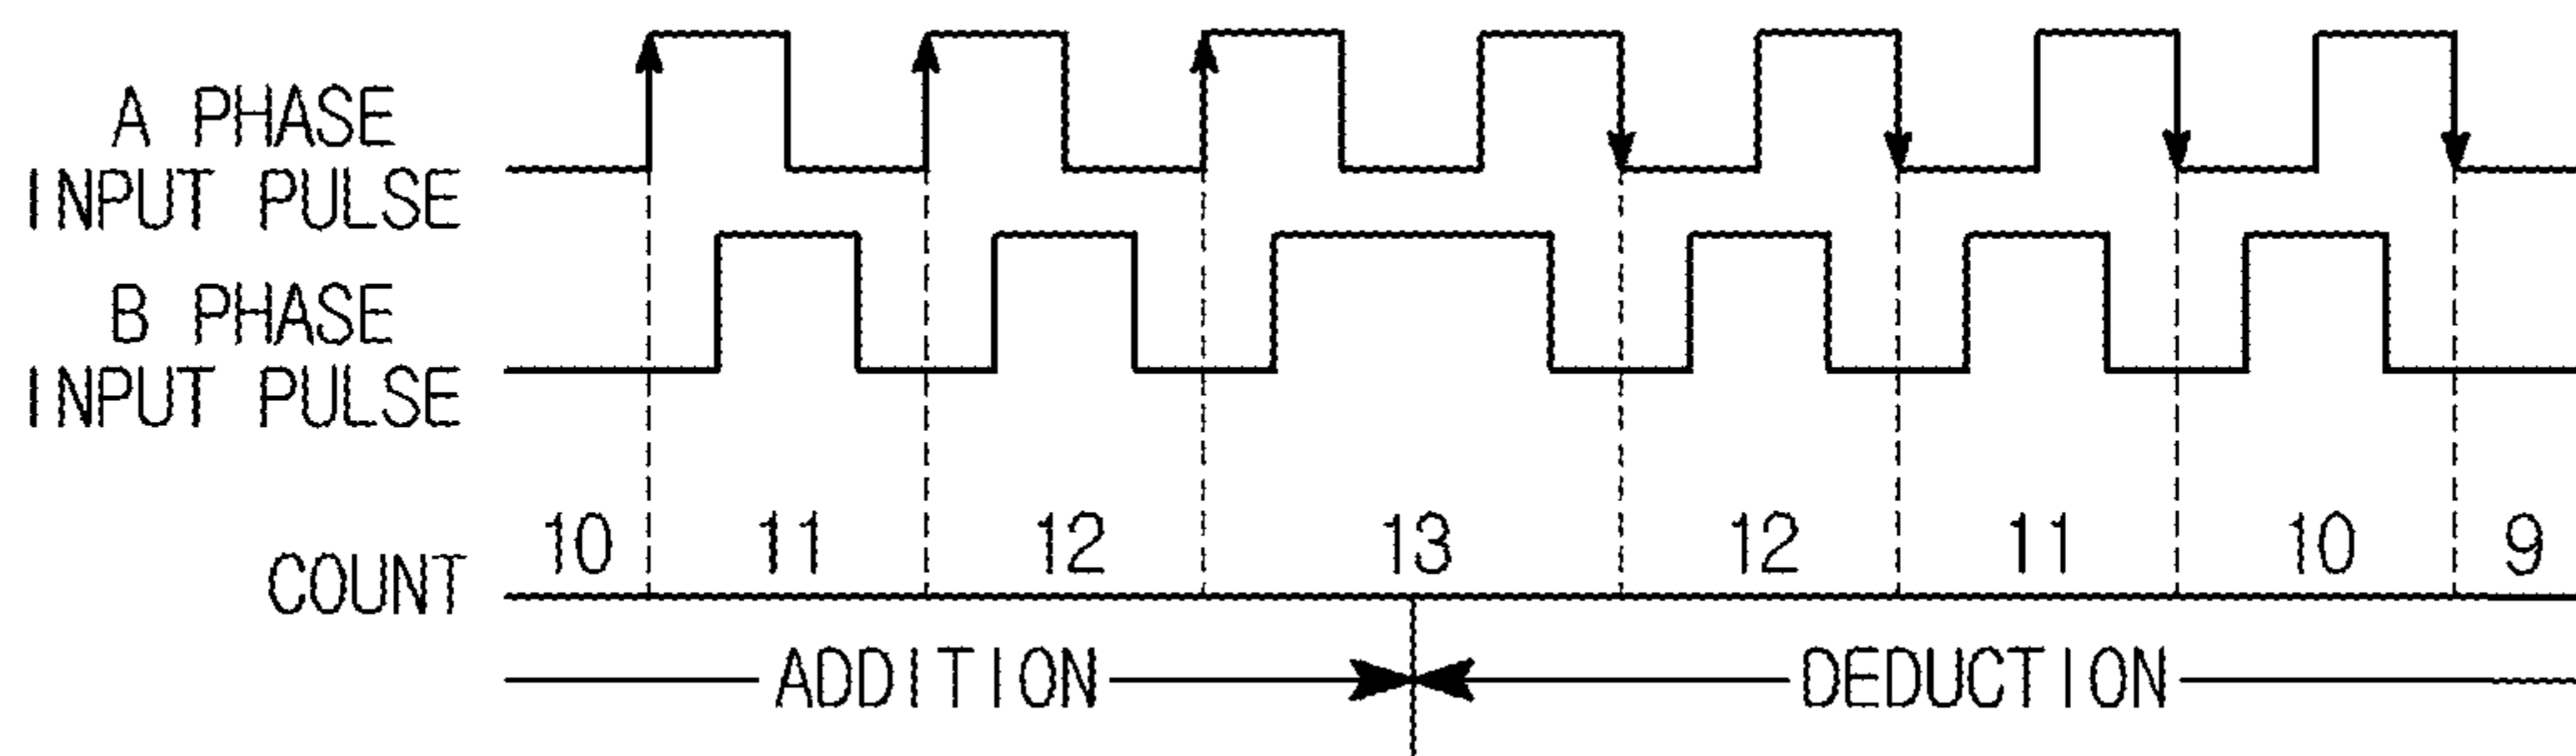 A PHASE
INPUT PULSE
B PHASE
INPUT PULSE
COUNT 10 11 12 13 12 11 10 9
ADDITION DEDUCTION